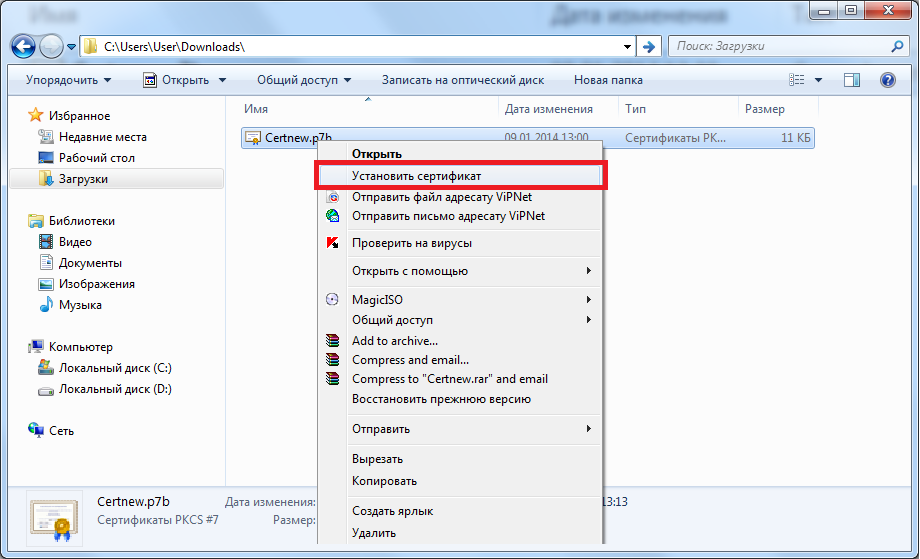 Имя
Дата изменения
C:\Users\User\Downloads\
Поиск: Загрузки
Упорядочить
Открыть
Общий доступ
Записать на оптический диск
Новая папка
Избранное
Недавние места
Рабочий стол
Загрузки
Библиотеки
Видео
Документы
Изображения
Музыка
Компьютер
Локальный диск (C:)
Локальный диск (D:)
Сеть
Имя Дата изменения Тип Размер
Certnew.p7b 09.01.2014 13:00 Сертификаты PK... 11 КБ
Открыть
Установить сертификат
Отправить файл адресату ViPNet
Отправить письмо адресату ViPNet
Проверить на вирусы
Открыть с помощью
MagicISO
Общий доступ
Add to archive...
Compress and email...
Compress to "Certnew.rar" and email
Восстановить прежнюю версию
Отправить
Вырезать
Копировать
Создать ярлык
Удалить
Certnew.p7b Дата изменения: 13:13
Сертификаты PKCS #7 Размер: